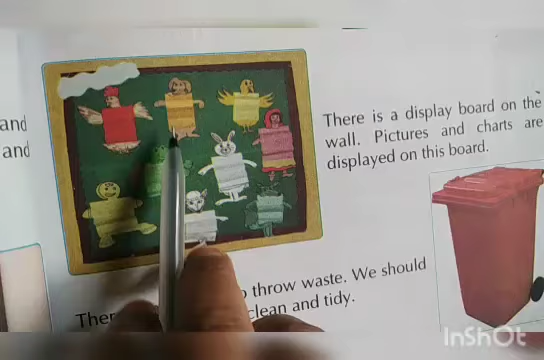 and
and
There is a display board on the
wall. Pictures and charts are
displayed on this board.
throw waste. We should
clean and tidy.
InShOt